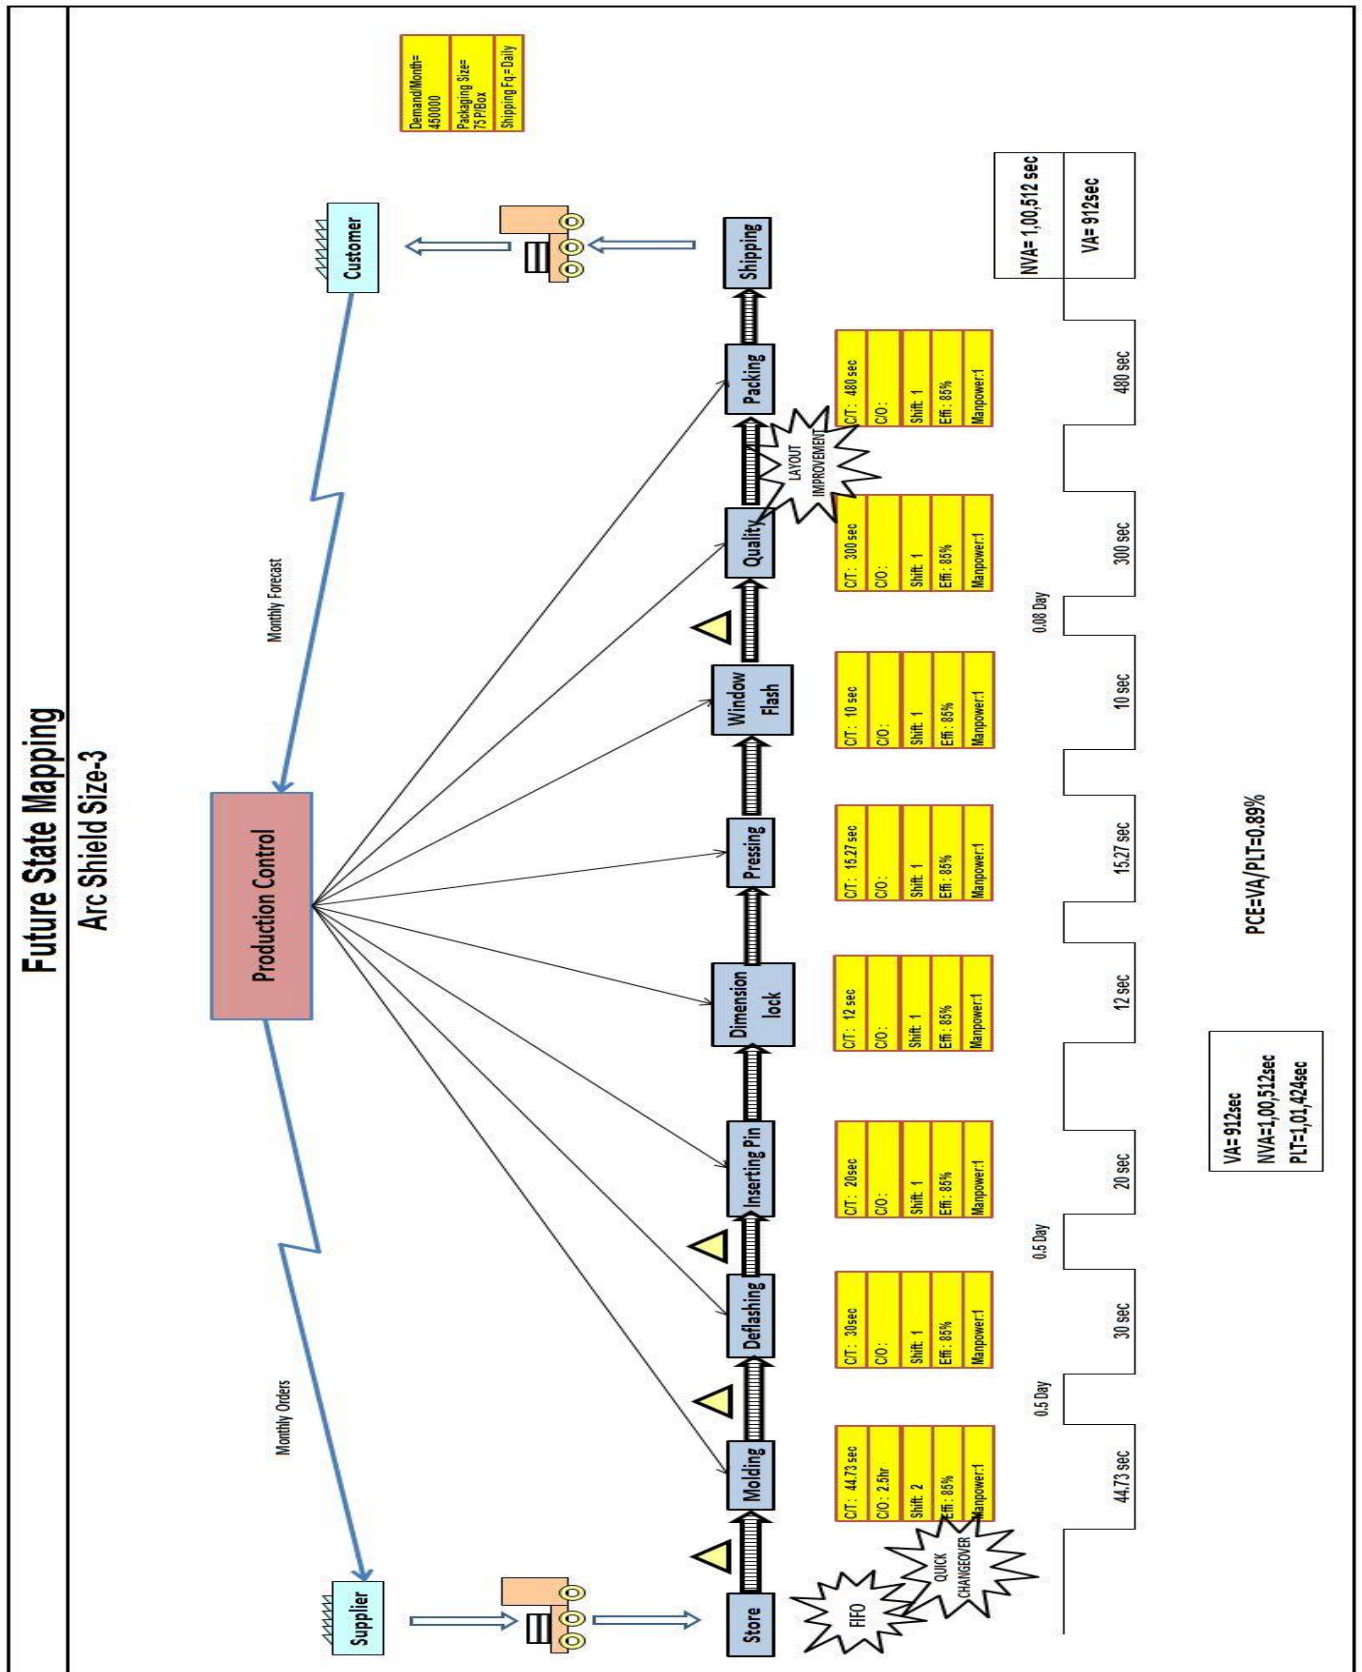 Future State Mapping
Arc Shield Size-3
Demand/Month=
450000
Packaging Size=
75 P/Box
Shipping Fq.= Daily
Supplier
Monthly Orders
Production Control
Monthly Forecast
Customer
Store
Molding
Deflashing
Inserting Pin
Dimension
lock
Pressing
Window
Flash
Quality
Packing
Shipping
FIFO
QUICK
CHANGEOVER
LAYOUT
IMPROVEMENT
C/T: 44.73 sec
C/O: 2.5hr
Shift: 2
Effi: 85%
Manpower:1
C/T: 30sec
C/O:
Shift: 1
Effi: 85%
Manpower:1
C/T: 20sec
C/O:
Shift: 1
Effi: 85%
Manpower:1
C/T: 12 sec
C/O:
Shift: 1
Effi: 85%
Manpower:1
C/T: 15.27 sec
C/O:
Shift: 1
Effi: 85%
Manpower:1
C/T: 10 sec
C/O:
Shift: 1
Effi: 85%
Manpower:1
C/T: 300 sec
C/O:
Shift: 1
Effi: 85%
Manpower:1
C/T: 480 sec
C/O:
Shift: 1
Effi: 85%
Manpower:1
44.73 sec
0.5 Day
30 sec
0.5 Day
20 sec
12 sec
15.27 sec
10 sec
0.08 Day
300 sec
480 sec
NVA= 1,00,512 sec
VA= 912sec
VA= 912sec
NVA=1,00,512sec
PLT=1,01,424sec
PCE=VA/PLT=0.89%